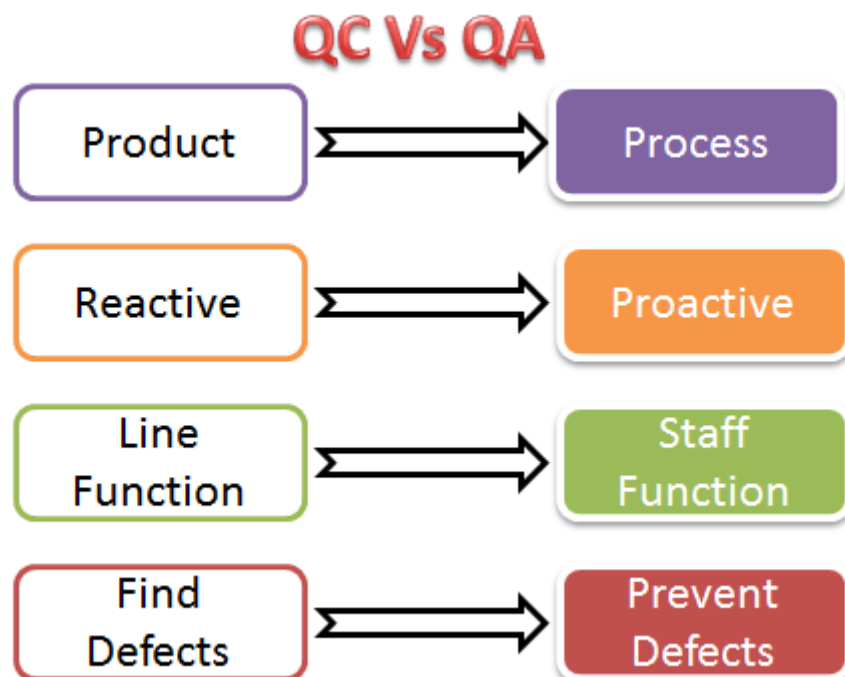 QC Vs QA
Product
Process
Reactive
Proactive
Line
Function
Staff
Function
Find
Defects
Prevent
Defects